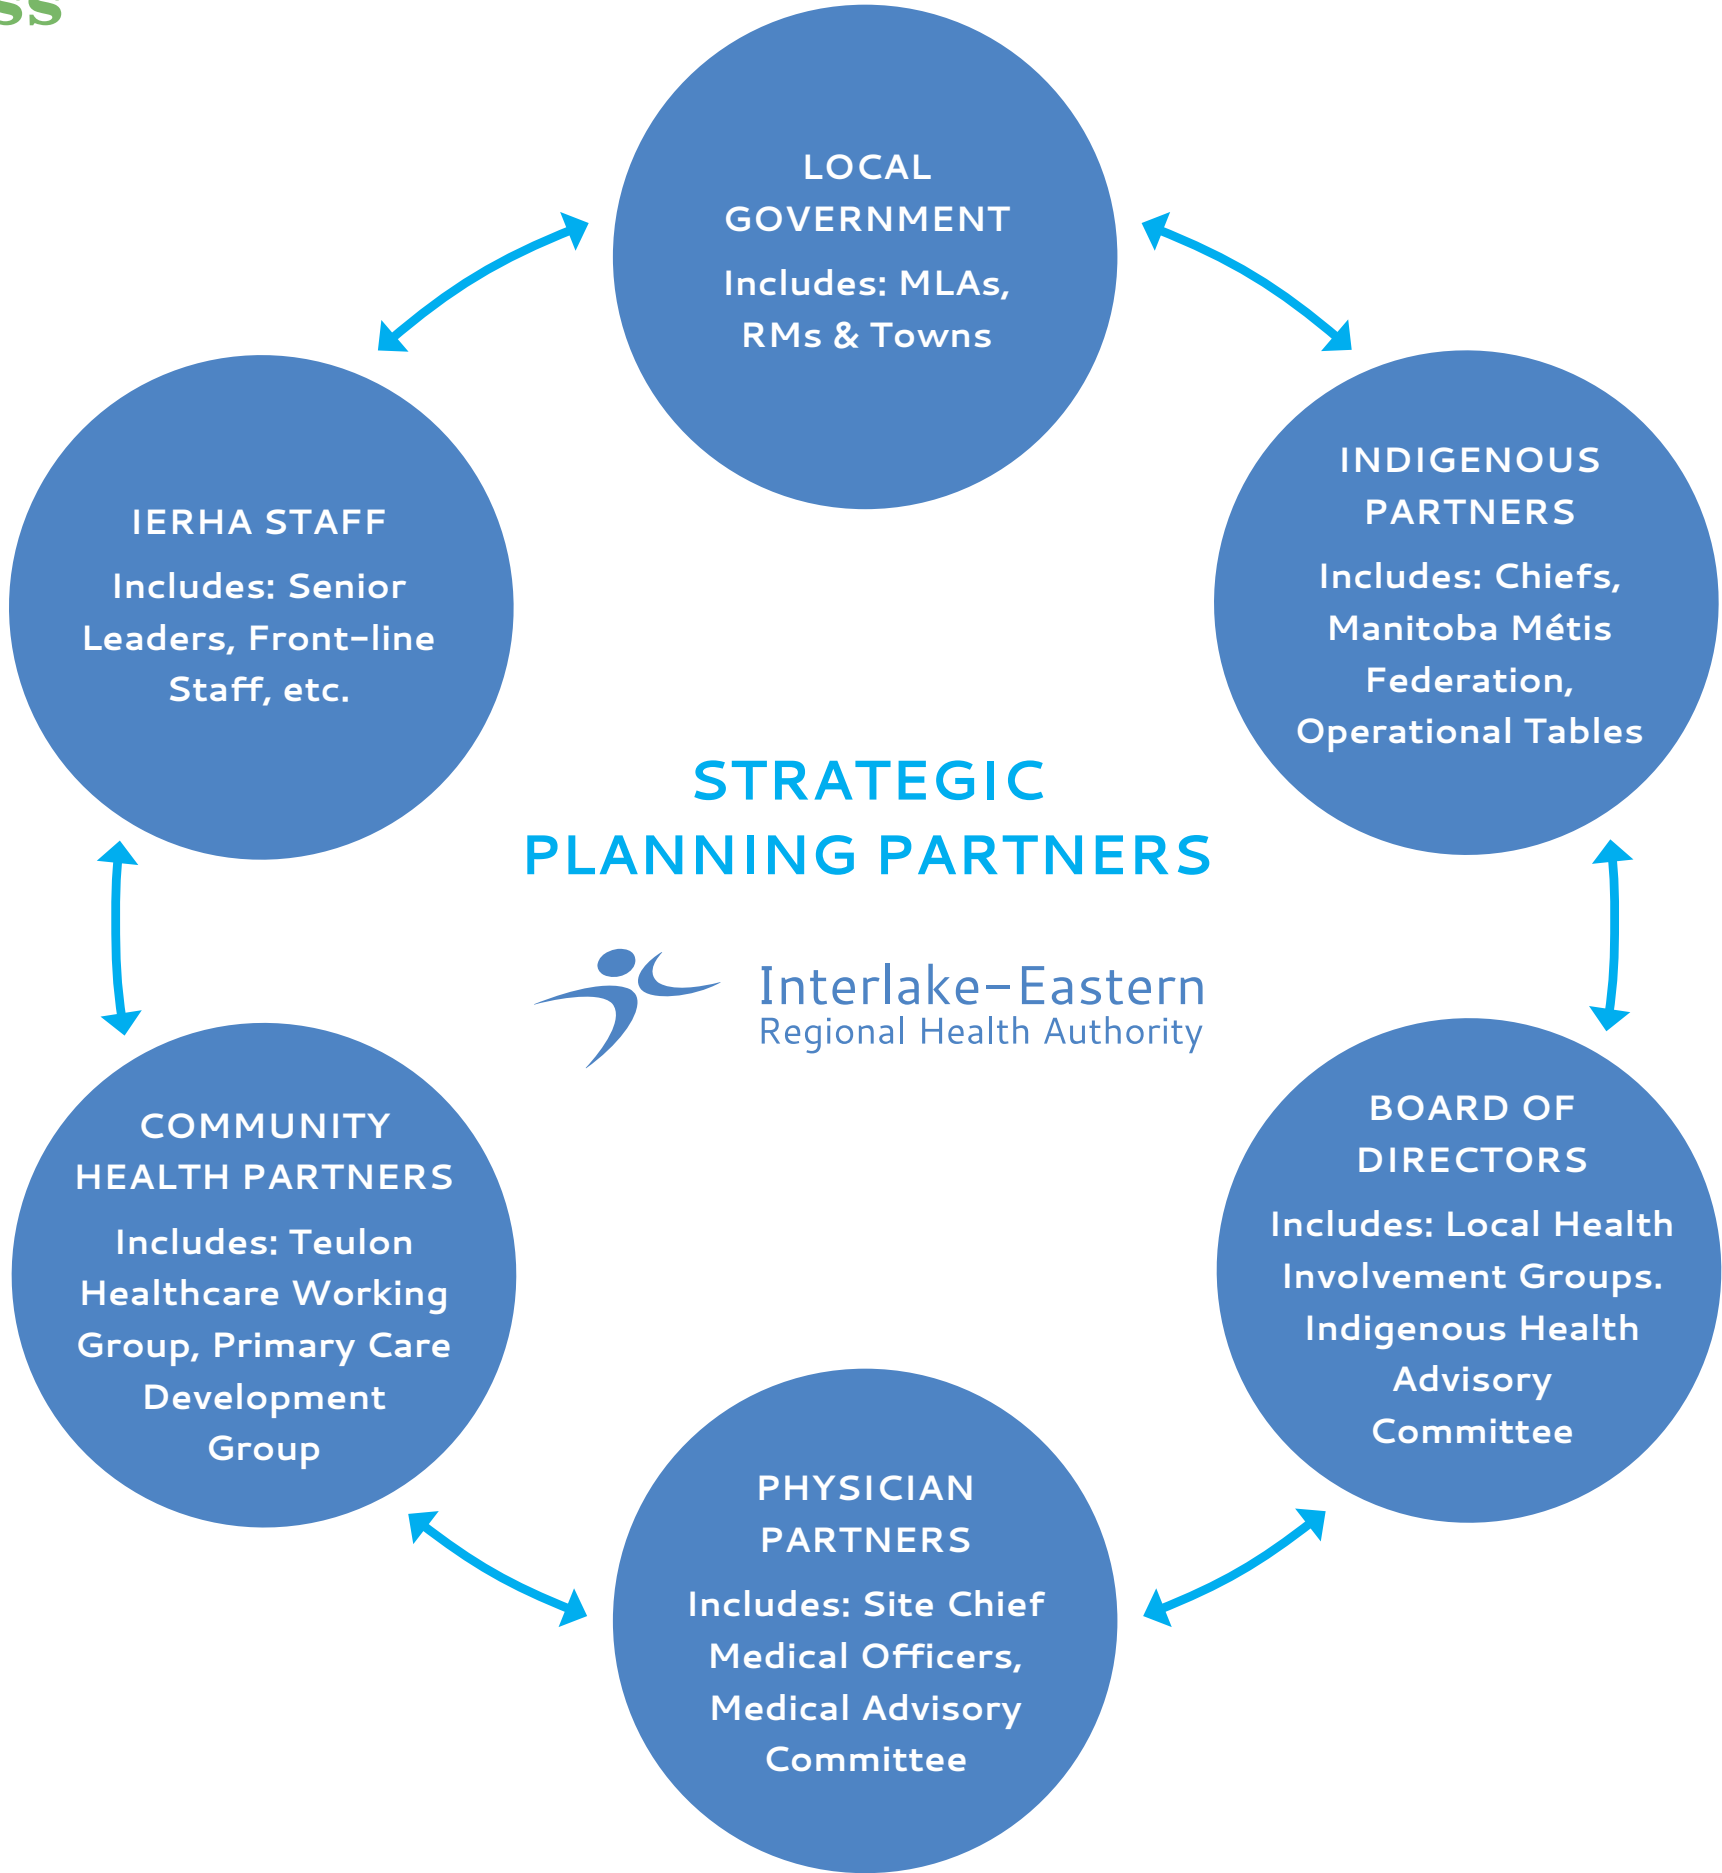 ss
LOCAL
GOVERNMENT
Includes: MLAs,
RMs & Towns
INDIGENOUS
PARTNERS
Includes: Chiefs,
Manitoba Métis
Federation,
Operational Tables
IERHA STAFF
Includes: Senior
Leaders, Front-line
Staff, etc.
STRATEGIC
PLANNING PARTNERS
Interlake-Eastern
Regional Health Authority
BOARD OF
DIRECTORS
Includes: Local Health
Involvement Groups.
Indigenous Health
Advisory
Committee
COMMUNITY
HEALTH PARTNERS
Includes: Teulon
Healthcare Working
Group, Primary Care
Development
Group
PHYSICIAN
PARTNERS
Includes: Site Chief
Medical Officers,
Medical Advisory
Committee